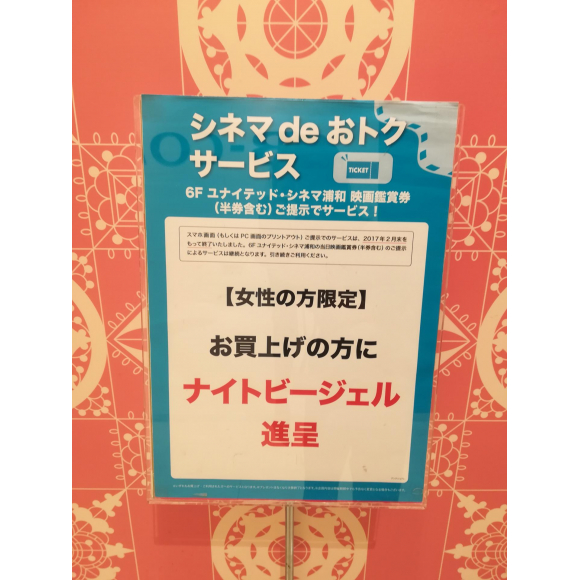 シネマ de おトク
サービス
TICKET
6F ユナイテッド・シネマ浦和 映画鑑賞券
（半券含む）ご提示でサービス！
スマホ画面（もしくは PC 画面のプリントアウト）ご提示でのサービスは、2017年2月末を
もって終了いたしました。6F ユナイテッド・シネマ浦和の当日映画鑑賞券（半券含む）のご提示
によるサービスは継続となります。引き続きご利用ください。
【女性の方限定】
お買上げの方に
ナイトビージェル
進呈